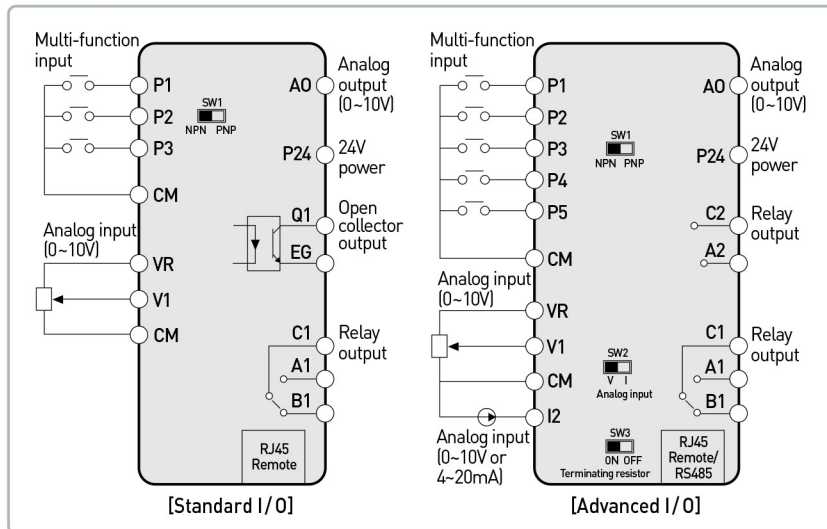 Multi-function
input
P1
P2
P3
CM
SW1
NPN PNP
Analog input
(0~10V)
VR
V1
CM
AO
Analog
output
(0~10V)
P24
24V
power
Q1
EG
Open
collector
output
C1
A1
B1
Relay
output
RJ45
Remote
[Standard I/O]
Multi-function
input
P1
P2
P3
P4
P5
CM
SW1
NPN PNP
Analog input
(0~10V)
VR
V1
CM
I2
Analog input
(0~10V or
4~20mA)
SW2
V I
Analog input
SW3
ON OFF
Terminating resistor
AO
Analog
output
(0~10V)
P24
24V
power
C2
A2
Relay
output
C1
A1
B1
Relay
output
RJ45
Remote/
RS485
[Advanced I/O]